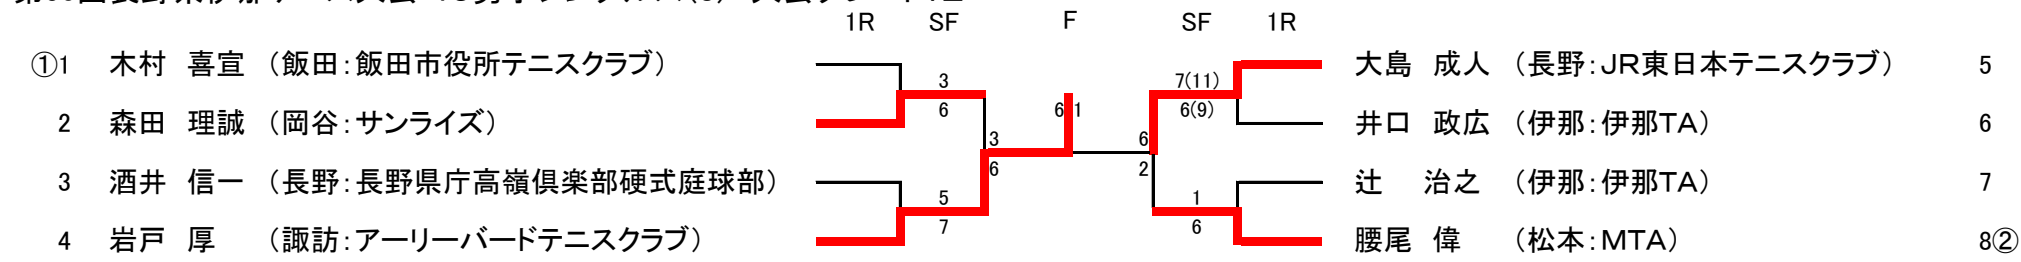 1R SF F SF 1R
①1 木村 喜宣 (飯田:飯田市役所テニスクラブ) 大島 成人 (長野:JR東日本テニスクラブ) 5
3 7(11)
6 6 1 6(9)
2 森田 理誠 (岡谷:サンライズ) 井口 政広 (伊那:伊那TA) 6
3 6
6 2
3 酒井 信一 (長野:長野県庁高嶺倶楽部硬式庭球部) 辻 治之 (伊那:伊那TA) 7
5 1
7 6
4 岩戸 厚 (諏訪:アーリーバードテニスクラブ) 腰尾 偉 (松本:MTA) 8②